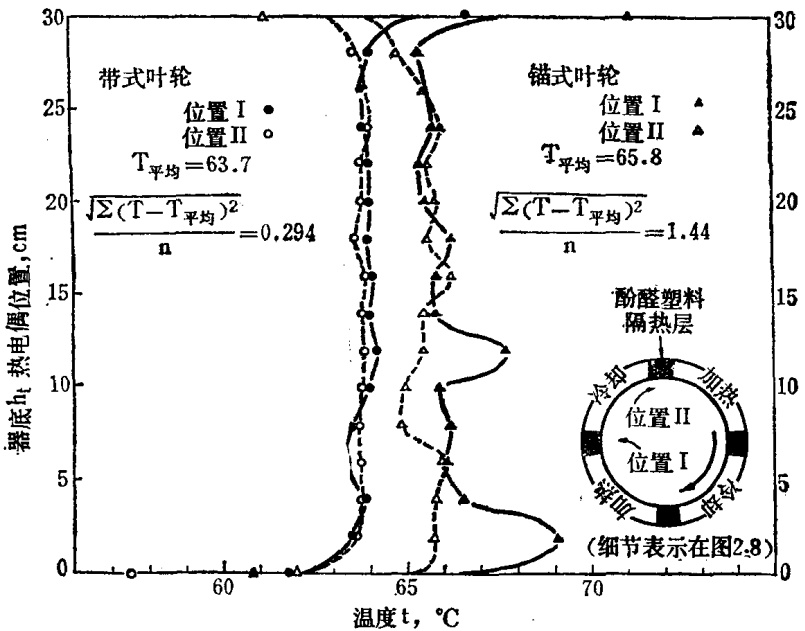 30
25
20
15
10
5
0
器底hₜ热电偶位置,cm
带式叶轮
位置 I ●
位置 II ○
T平均=63.7
√Σ(T－T平均)²
n
=0.294
锚式叶轮
位置 I ▲
位置 II △
T平均=65.8
√Σ(T－T平均)²
n
=1.44
酚醛塑料
隔热层
冷却
加热
位置II
位置I
加热
冷却
(细节表示在图2.8)
30
25
20
15
10
5
0
60
65
70
温度t, ℃